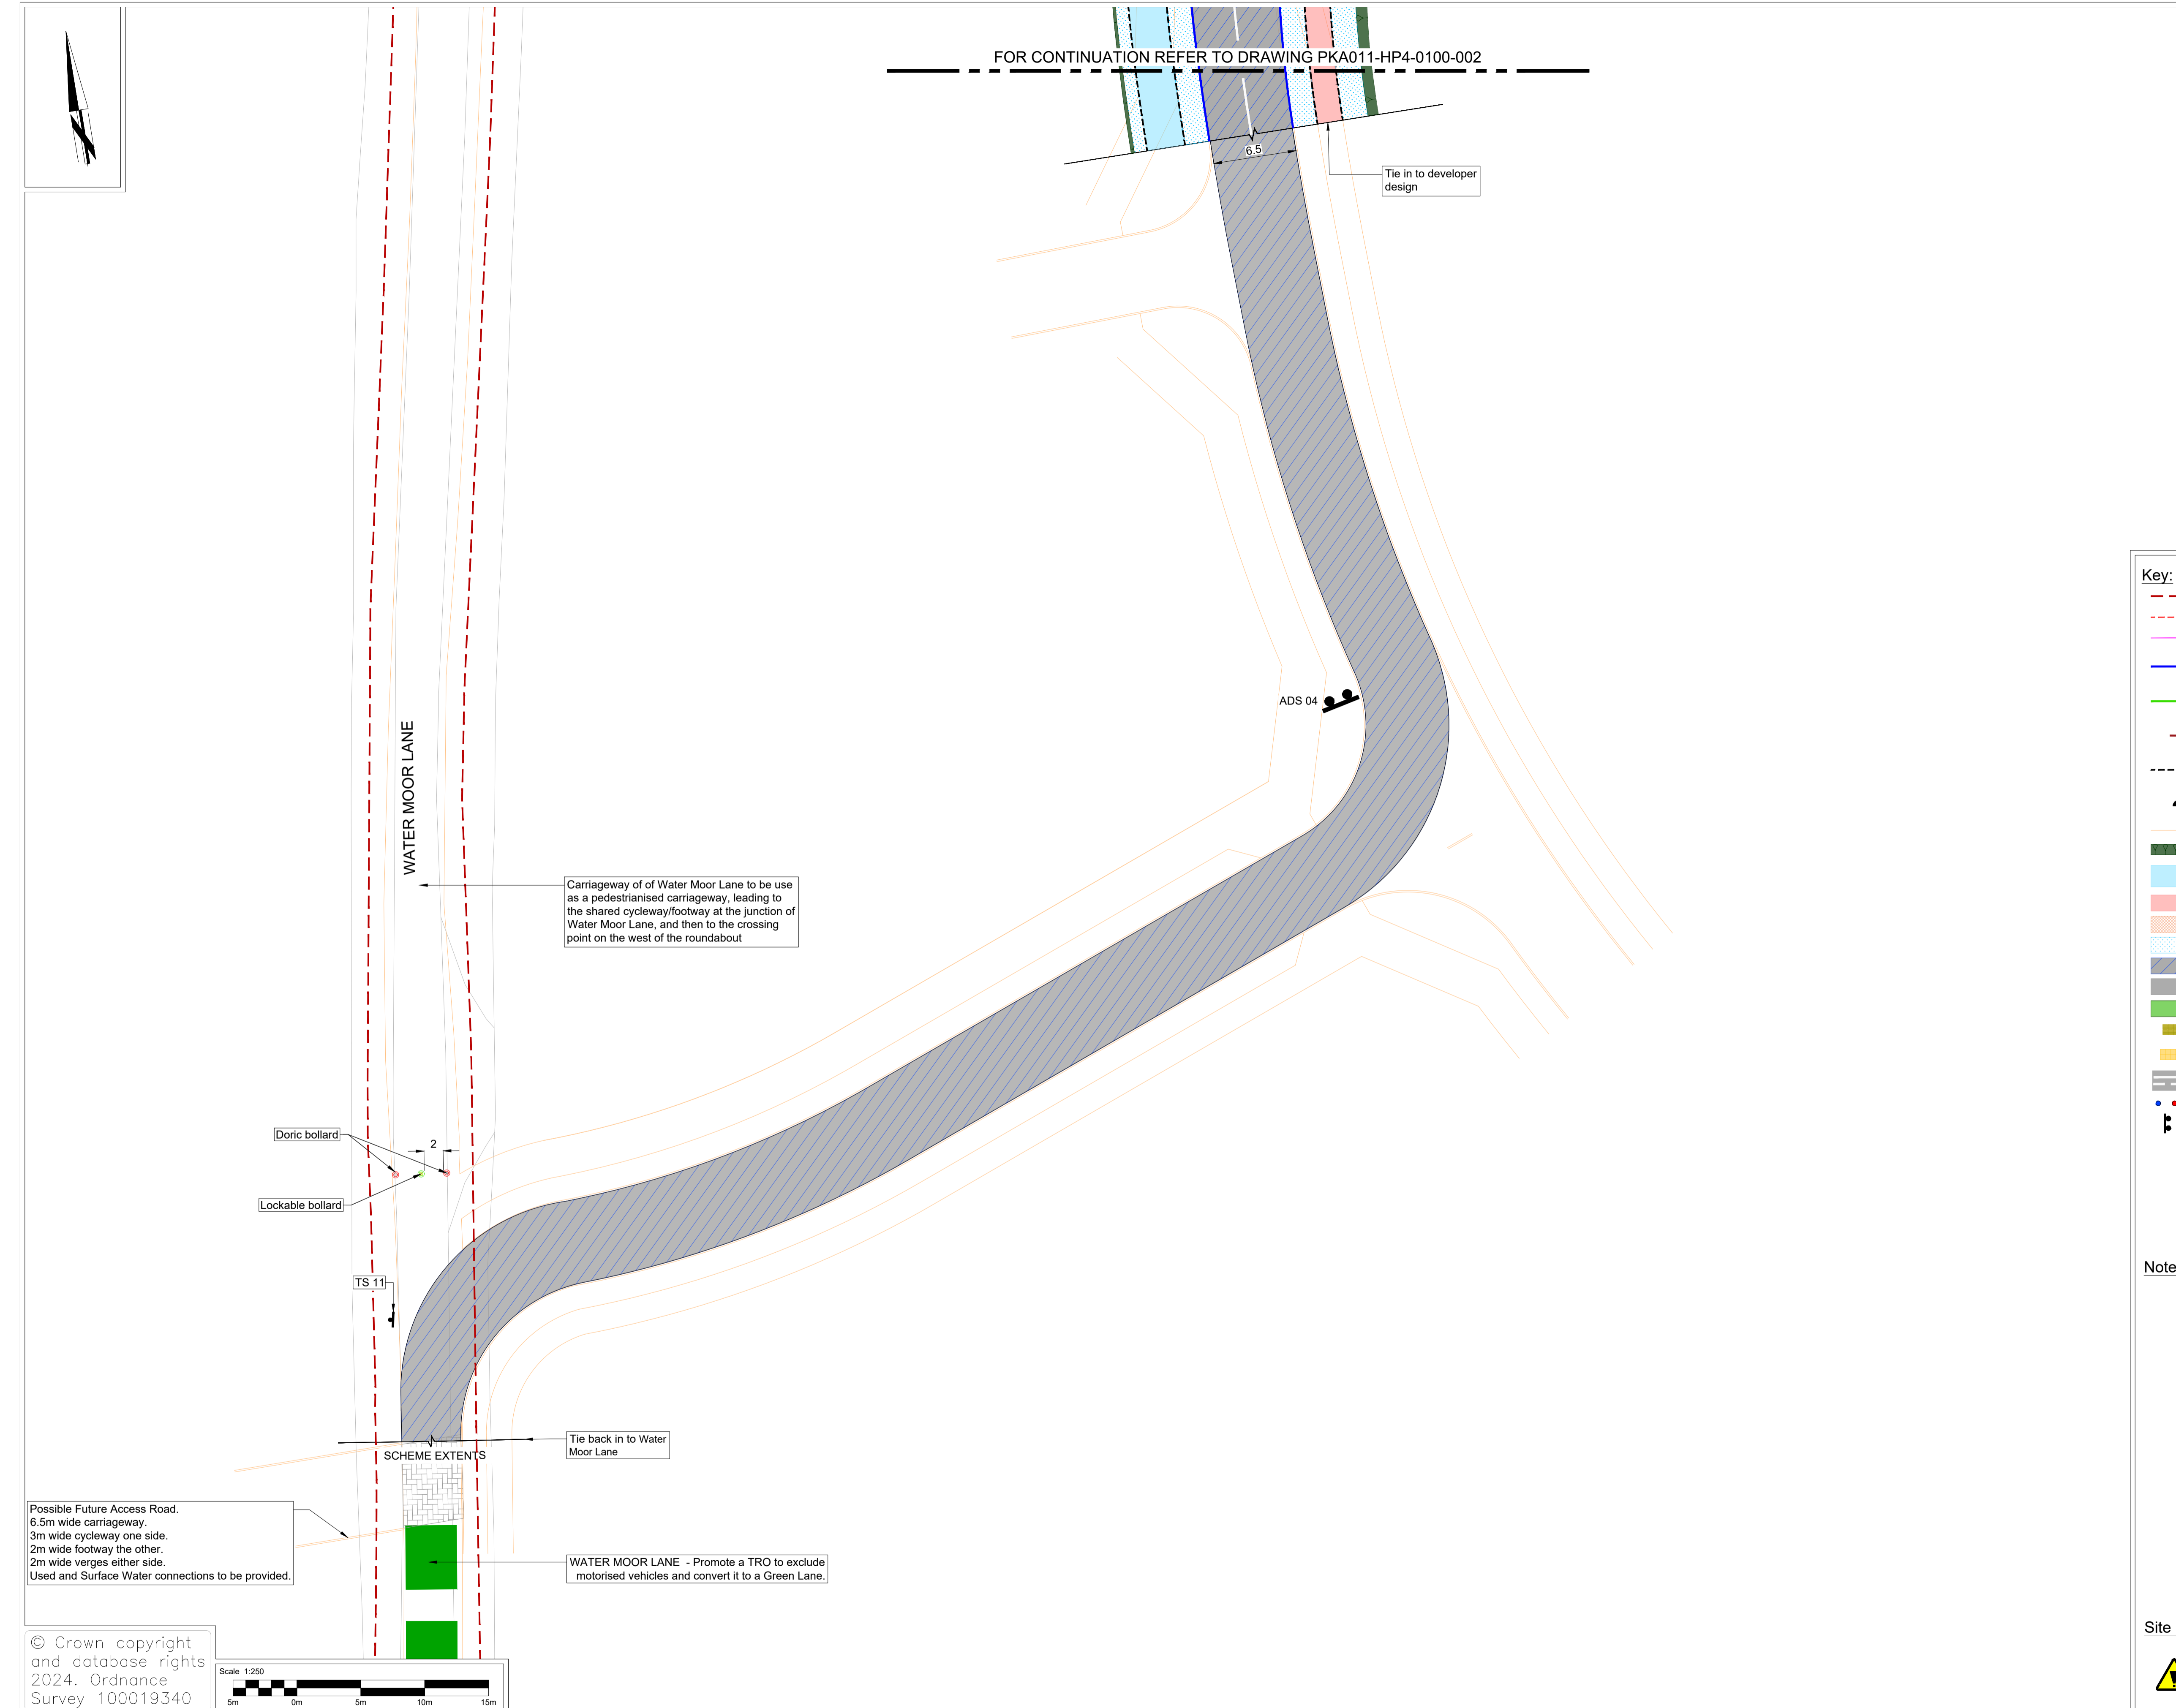 FOR CONTINUATION REFER TO DRAWING PKA011-HP4-0100-002
6.5
Tie in to developer
design
Key:
ADS 04
WATER MOOR LANE
Carriageway of of Water Moor Lane to be use
as a pedestrianised carriageway, leading to
the shared cycleway/footway at the junction of
Water Moor Lane, and then to the crossing
point on the west of the roundabout
Doric bollard
2
Lockable bollard
TS 11
Note
Tie back in to Water
Moor Lane
SCHEME EXTENTS
Possible Future Access Road.
6.5m wide carriageway.
3m wide cycleway one side.
2m wide footway the other.
2m wide verges either side.
Used and Surface Water connections to be provided.
WATER MOOR LANE - Promote a TRO to exclude
motorised vehicles and convert it to a Green Lane.
Site
© Crown copyright
and database rights
2024. Ordnance
Survey 100019340
Scale 1:250
5m 0m 5m 10m 15m